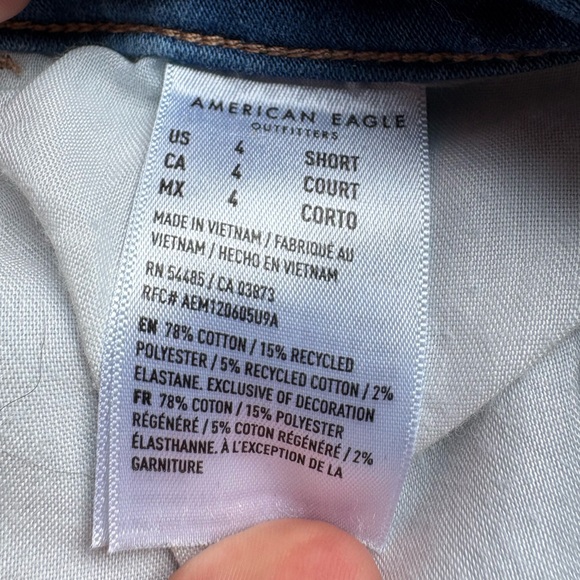 AMERICAN EAGLE
OUTFITTERS
US 4 SHORT
CA 4 COURT
MX 4 CORTO
MADE IN VIETNAM / FABRIQUÉ AU
VIETNAM / HECHO EN VIETNAM
RN 54485 / CA 03873
RFC# AEM120605U9A
EN 78% COTTON / 15% RECYCLED
POLYESTER / 5% RECYCLED COTTON / 2%
ELASTANE. EXCLUSIVE OF DECORATION
FR 78% COTON / 15% POLYESTER
RÉGÉNÉRÉ / 5% COTON RÉGÉNÉRÉ / 2%
ÉLASTHANNE. À L'EXCEPTION DE LA
GARNITURE